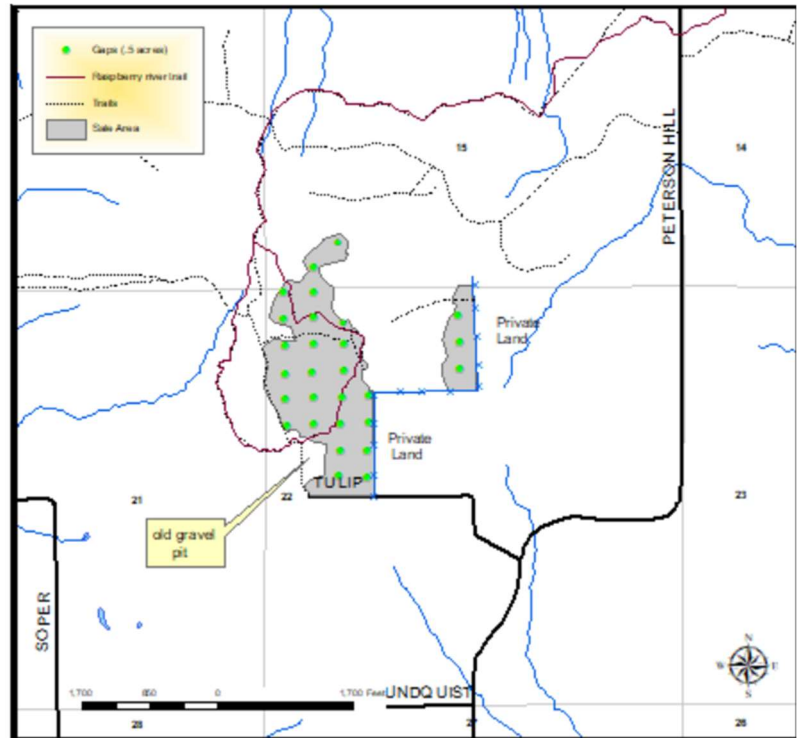 Gaps (.5 acres)
Raspberry river trail
Trails
Sale Area
15
14
PETERSON HILL
Private
Land
Private
Land
TULIP
21
22
23
old gravel
pit
SOPER
N
W
E
S
1,700
850
0
1,700 Feet
UNDQUIST
28
26